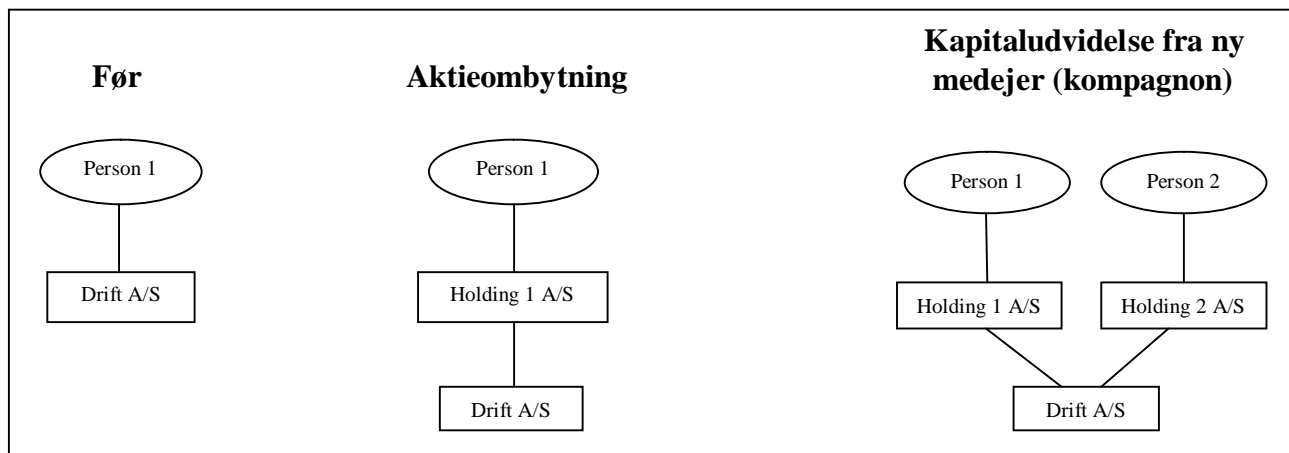 Før
Person 1
Drift A/S
Aktieombytning
Person 1
Holding 1 A/S
Drift A/S
Kapitaludvidelse fra ny
medejer (kompagnon)
Person 1
Person 2
Holding 1 A/S
Holding 2 A/S
Drift A/S